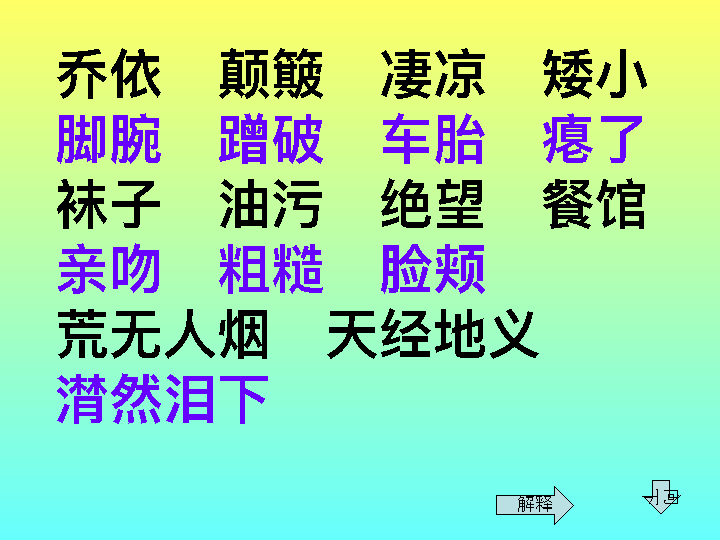 乔依 颠簸 凄凉 矮小
脚腕 蹭破 车胎 瘪了
袜子 油污 绝望 餐馆
亲吻 粗糙 脸颊
荒无人烟 天经地义
潸然泪下
解释